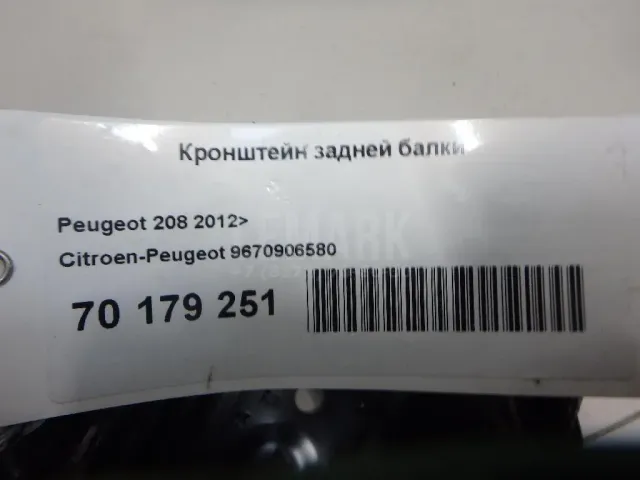 Кронштейн задней балки
Peugeot 208 2012>
Citroen-Peugeot 9670906580
70 179 251